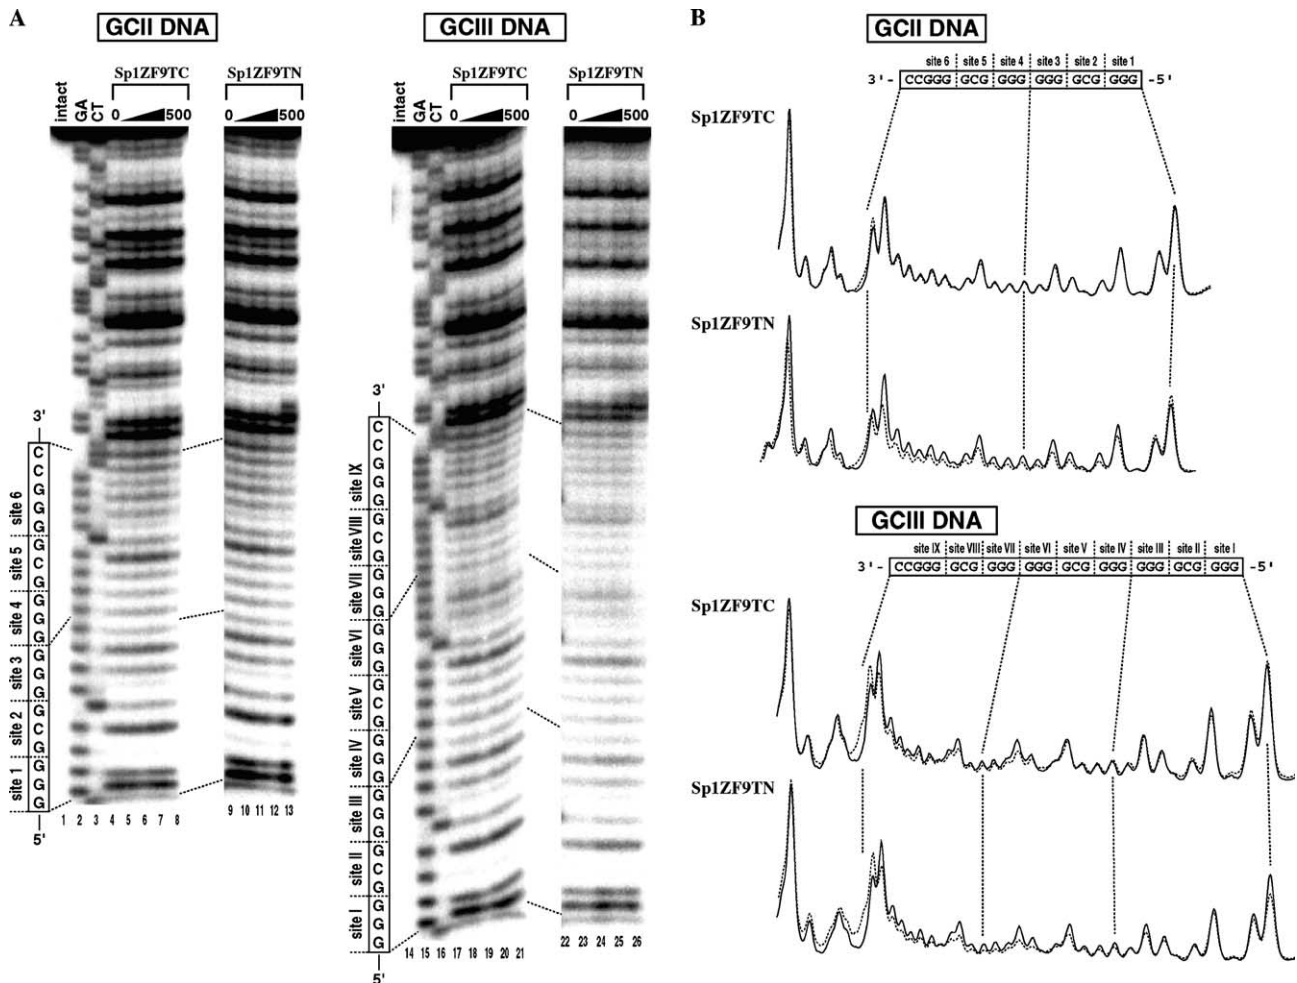 A
GCII DNA
GCIII DNA
Sp1ZF9TC
Sp1ZF9TN
Sp1ZF9TC
Sp1ZF9TN
intact
GA
CT
0 500
0 500
intact
GA
CT
0 500
0 500
3'
C
C
G
G
G
site 6
G
C
G
site 5
G
G
G
site 4
G
G
G
site 3
G
C
G
site 2
G
G
G
site 1
5'
1 2 3 4 5 6 7 8
9 10 11 12 13
3'
C
C
G
G
G
site IX
G
C
G
site VIII
G
G
G
site VII
G
G
G
site VI
G
C
G
site V
G
G
G
site IV
G
G
G
site III
G
C
G
site II
G
G
G
site I
5'
14 15 16 17 18 19 20 21
22 23 24 25 26
B
GCII DNA
site 6 site 5 site 4 site 3 site 2 site 1
3'- CCGGG GCG GGG GGG GCG GGG -5'
Sp1ZF9TC
Sp1ZF9TN
GCIII DNA
site IX site VIII site VII site VI site V site IV site III site II site I
3'- CCGGG GCG GGG GGG GCG GGG GGG GCG GGG -5'
Sp1ZF9TC
Sp1ZF9TN